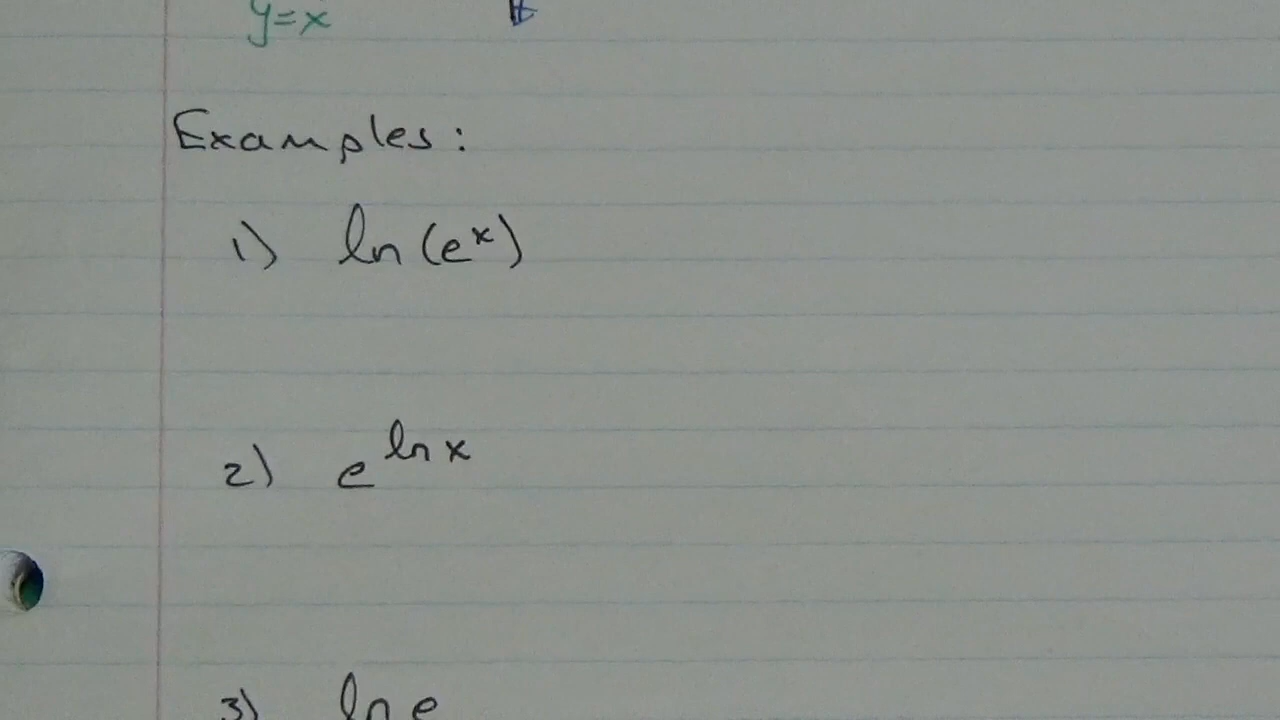 y=x
Examples:
1) ln(e^x)
2) e^ln x
3) ln e